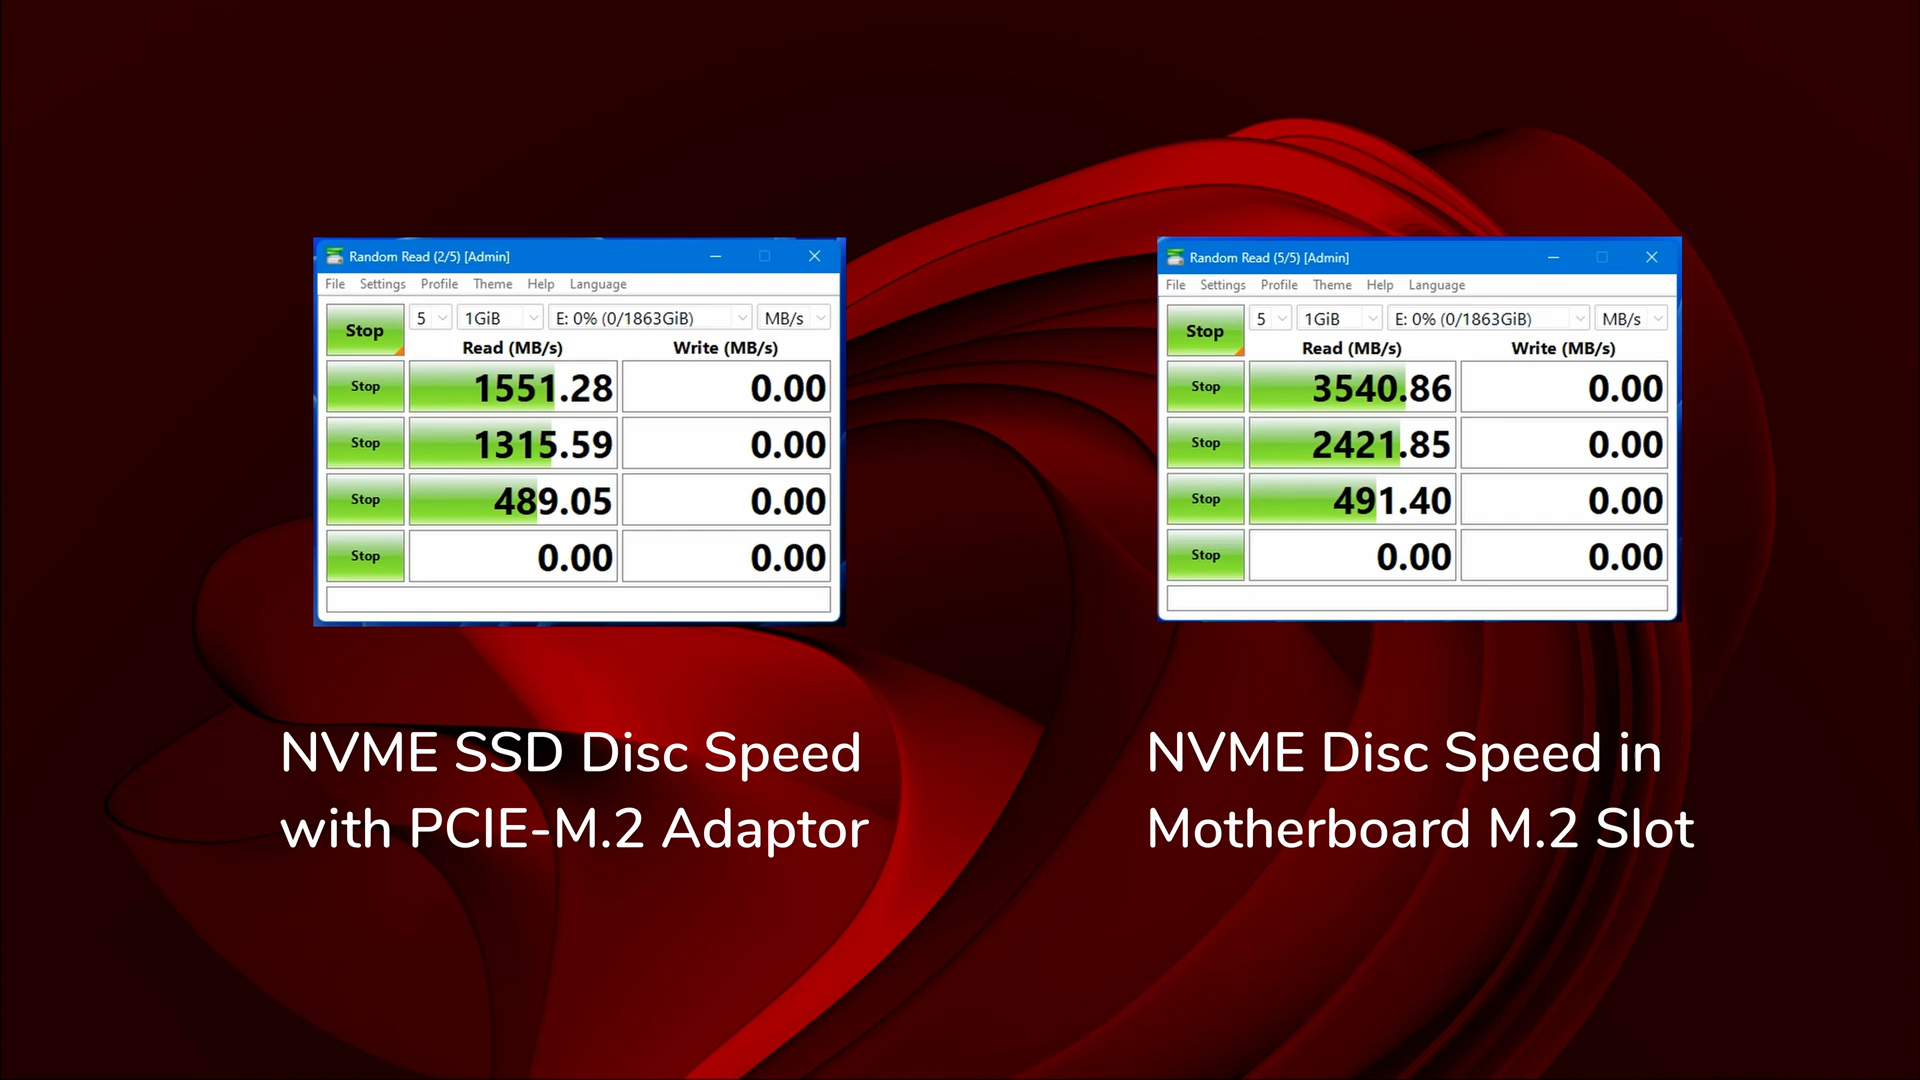 Random Read (2/5) [Admin]
File Settings Profile Theme Help Language
Stop 5 1GiB E: 0% (0/1863GiB) MB/s
Read (MB/s) Write (MB/s)
Stop 1551.28 0.00
Stop 1315.59 0.00
Stop 489.05 0.00
Stop 0.00 0.00
NVME SSD Disc Speed
with PCIE-M.2 Adaptor
Random Read (5/5) [Admin]
File Settings Profile Theme Help Language
Stop 5 1GiB E: 0% (0/1863GiB) MB/s
Read (MB/s) Write (MB/s)
Stop 3540.86 0.00
Stop 2421.85 0.00
Stop 491.40 0.00
Stop 0.00 0.00
NVME Disc Speed in
Motherboard M.2 Slot